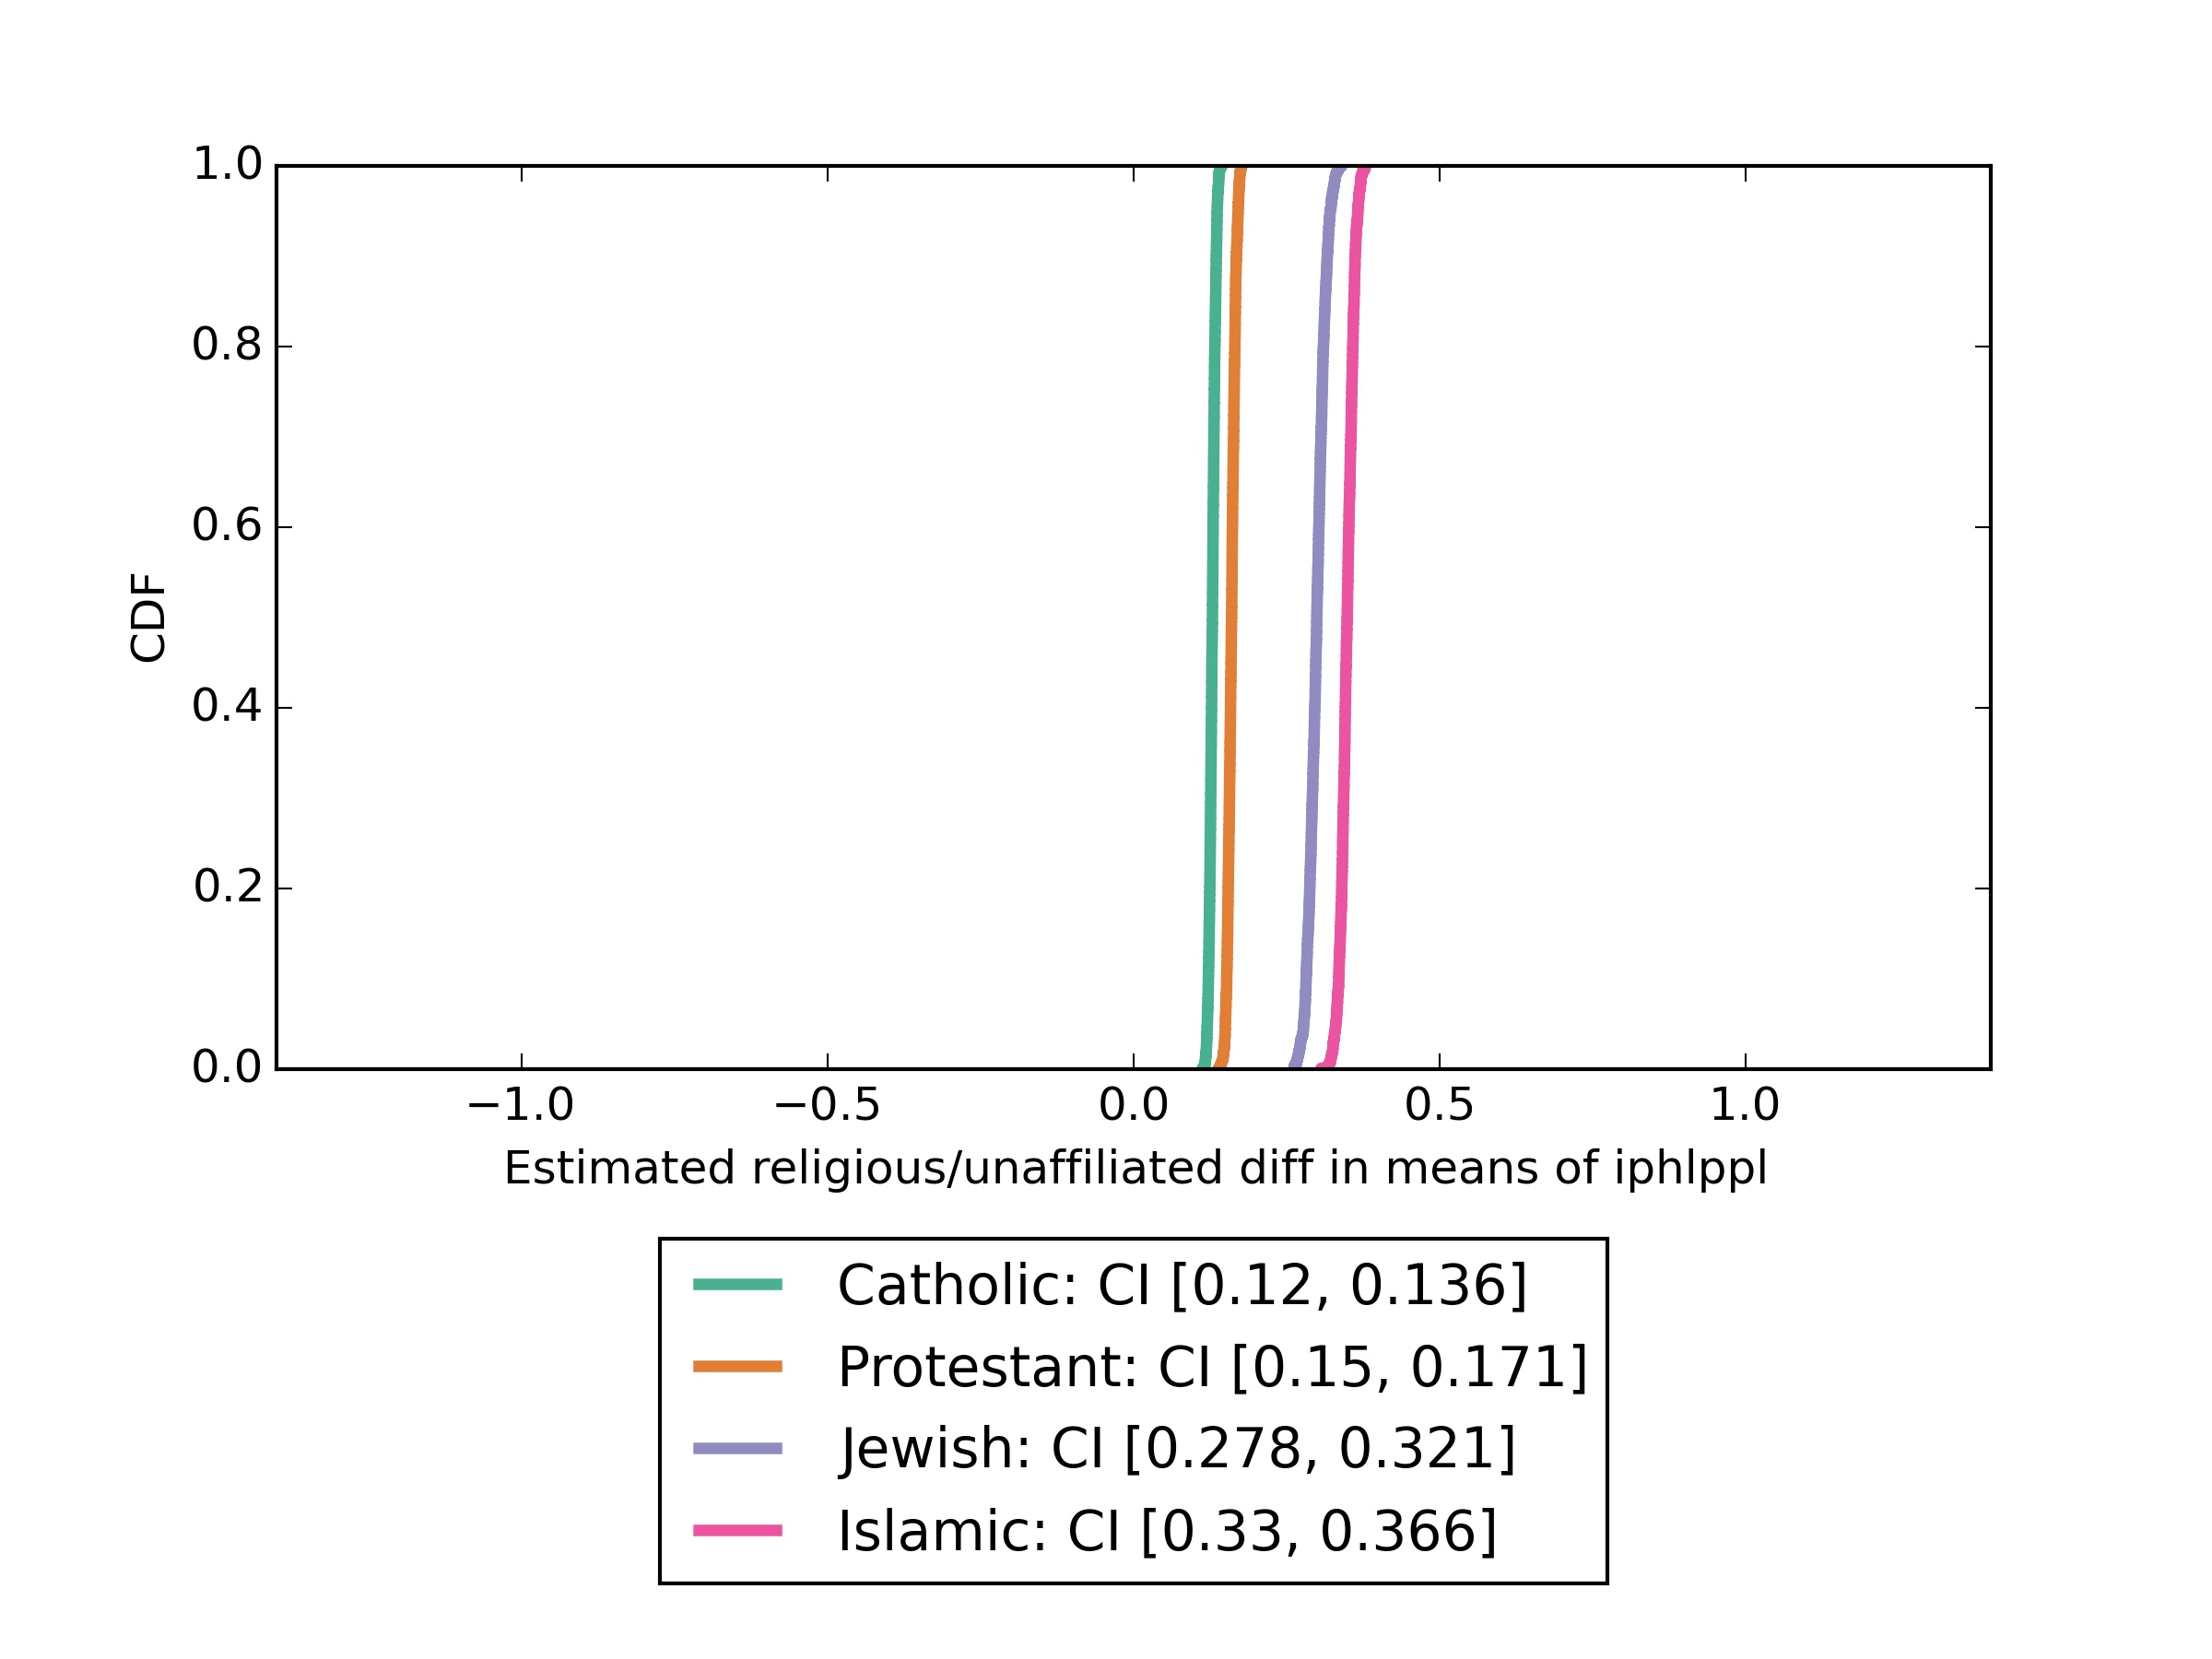 1.0
0.8
0.6
0.4
0.2
0.0
CDF
−1.0 −0.5 0.0 0.5 1.0
Estimated religious/unaffiliated diff in means of iphlppl
Catholic: CI [0.12, 0.136]
Protestant: CI [0.15, 0.171]
Jewish: CI [0.278, 0.321]
Islamic: CI [0.33, 0.366]